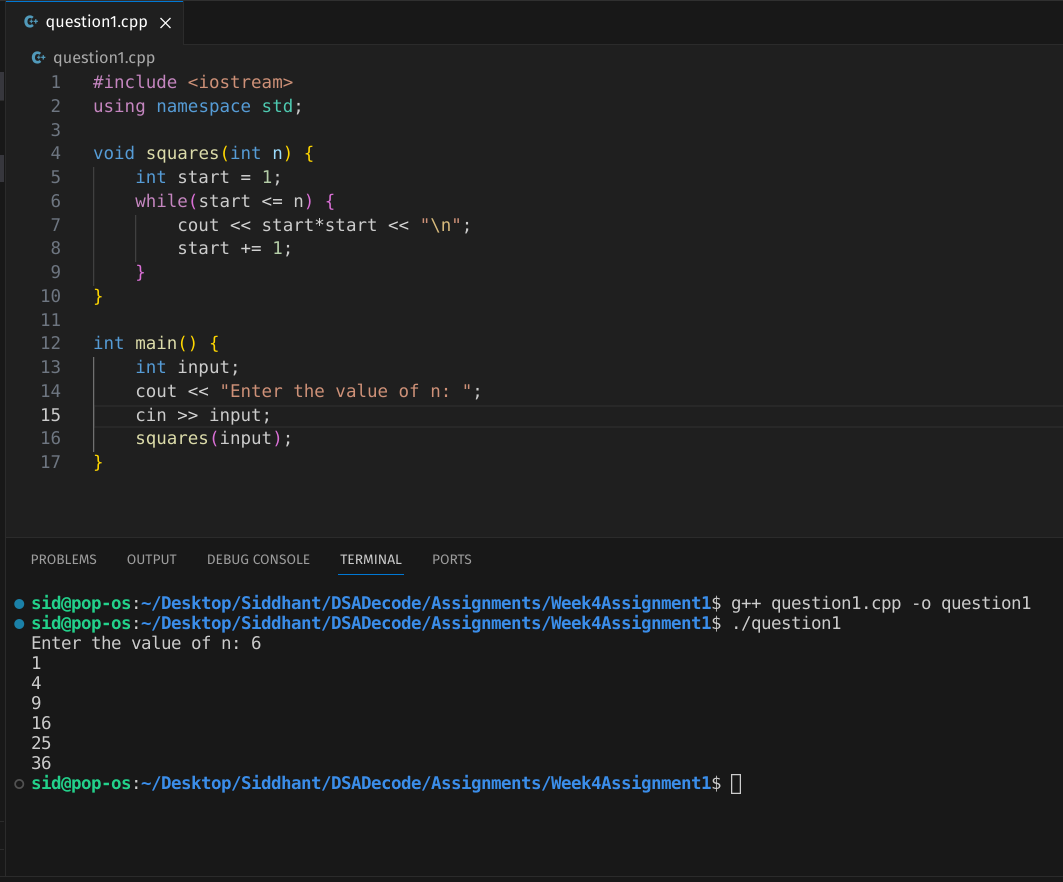 question1.cpp
question1.cpp
1 #include <iostream>
2 using namespace std;
3
4 void squares(int n) {
5     int start = 1;
6     while(start <= n) {
7         cout << start*start << "\n";
8         start += 1;
9     }
10 }
11
12 int main() {
13     int input;
14     cout << "Enter the value of n: ";
15     cin >> input;
16     squares(input);
17 }
PROBLEMS OUTPUT DEBUG CONSOLE TERMINAL PORTS
sid@pop-os:~/Desktop/Siddhant/DSADecode/Assignments/Week4Assignment1$ g++ question1.cpp -o question1
sid@pop-os:~/Desktop/Siddhant/DSADecode/Assignments/Week4Assignment1$ ./question1
Enter the value of n: 6
1
4
9
16
25
36
sid@pop-os:~/Desktop/Siddhant/DSADecode/Assignments/Week4Assignment1$